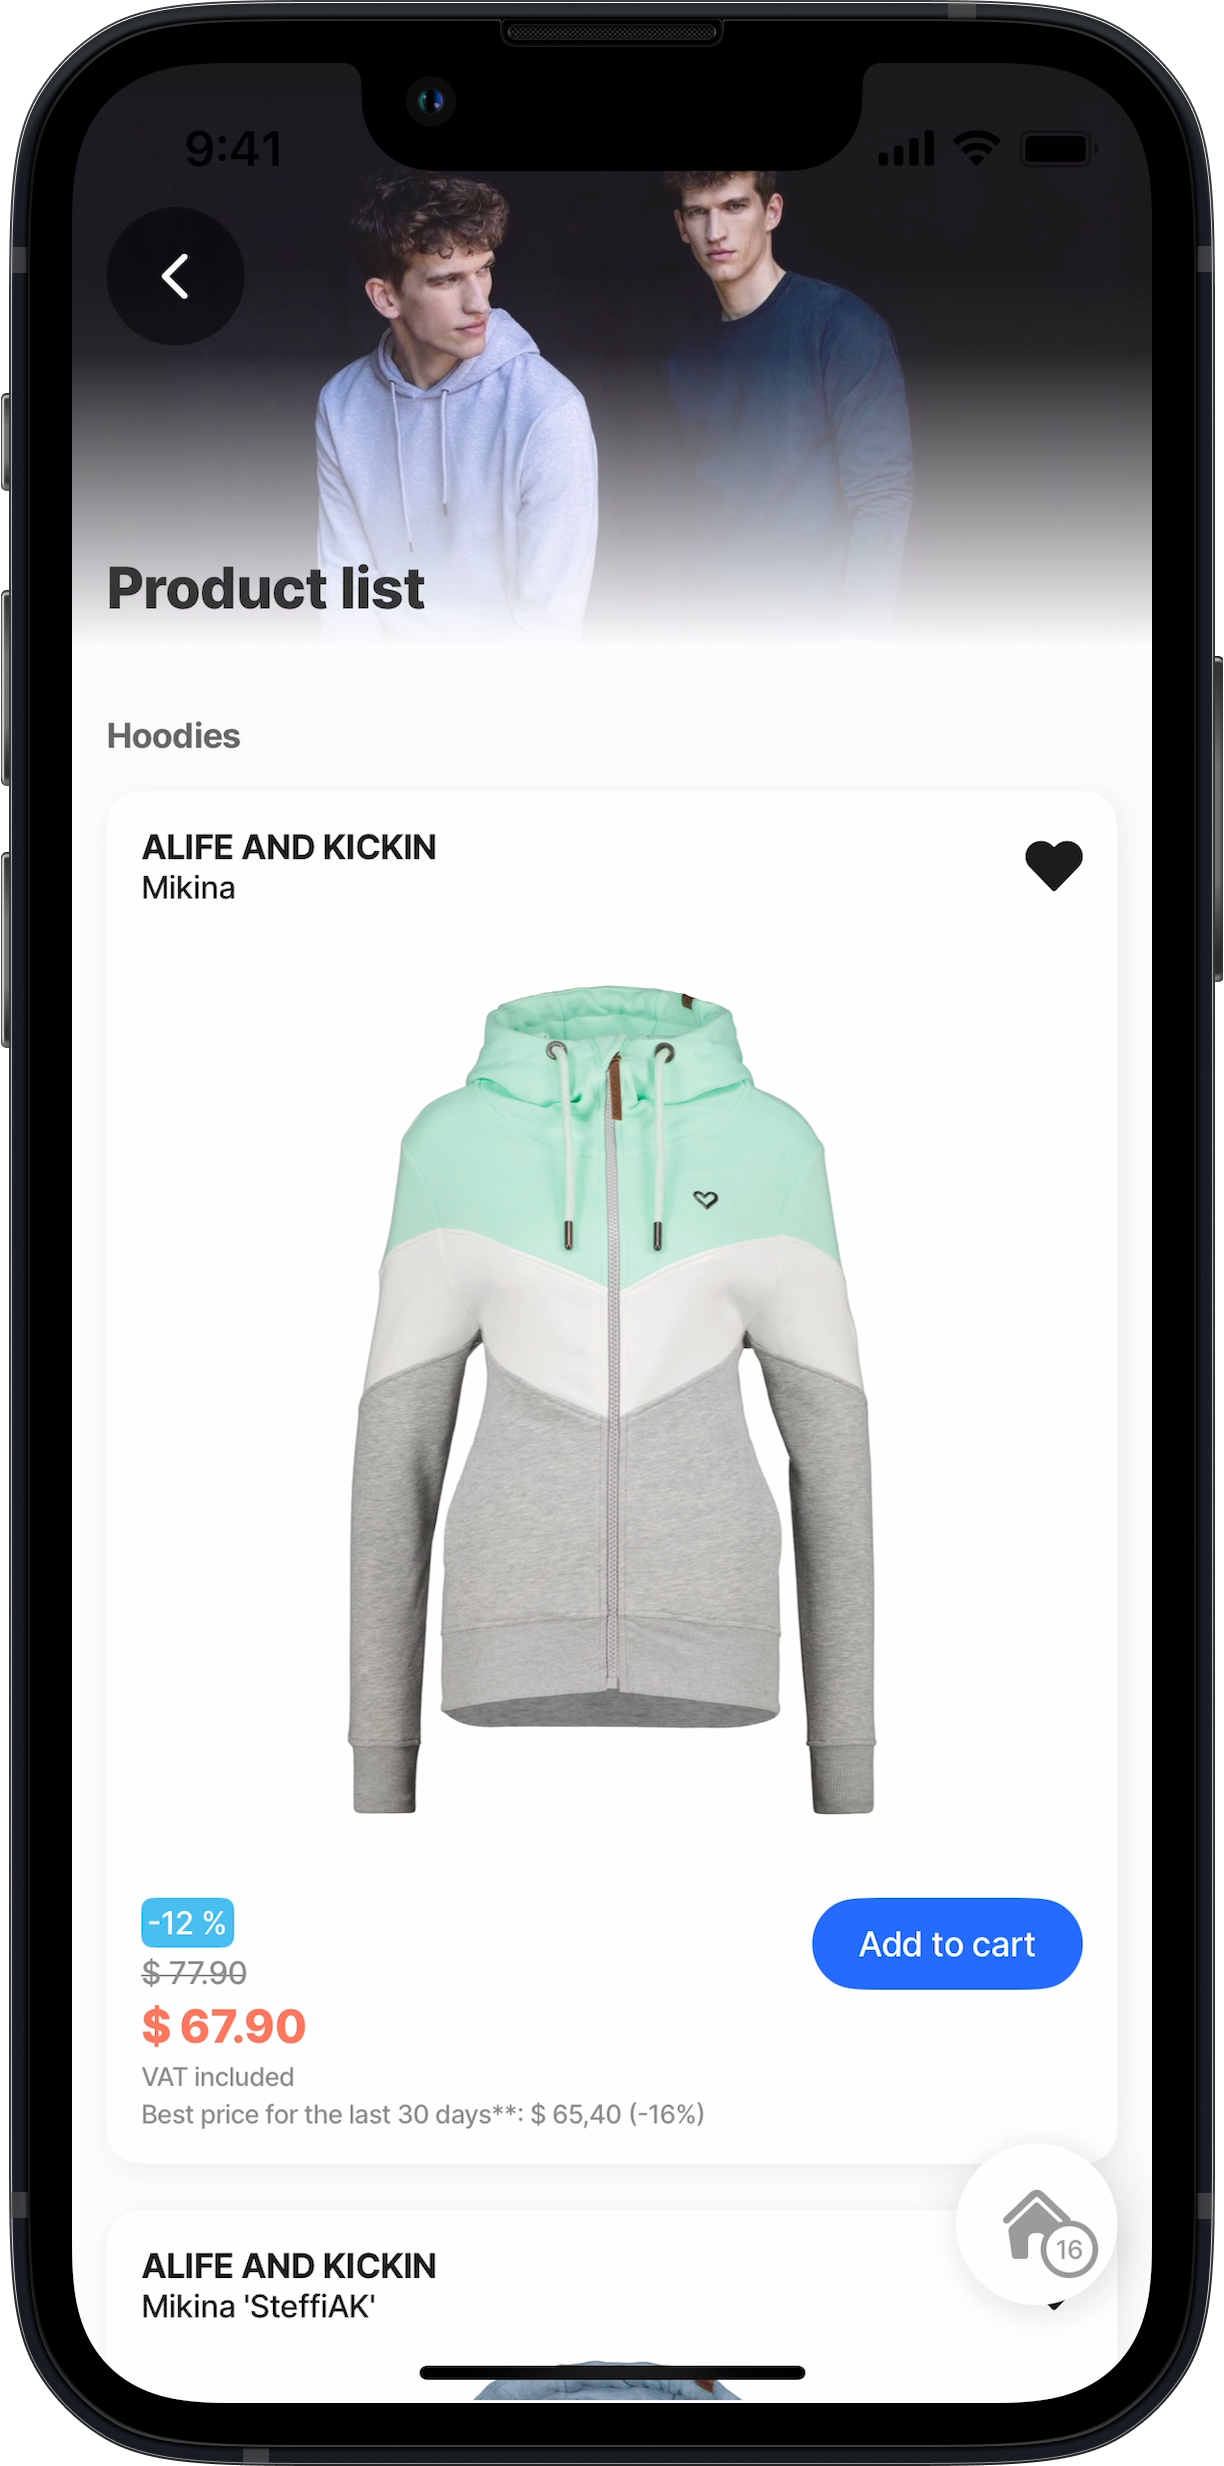 9:41
Product list
Hoodies
ALIFE AND KICKIN
Mikina
-12 %
$ 77.90
Add to cart
$ 67.90
VAT included
Best price for the last 30 days**: $ 65,40 (-16%)
16
ALIFE AND KICKIN
Mikina 'SteffiAK'